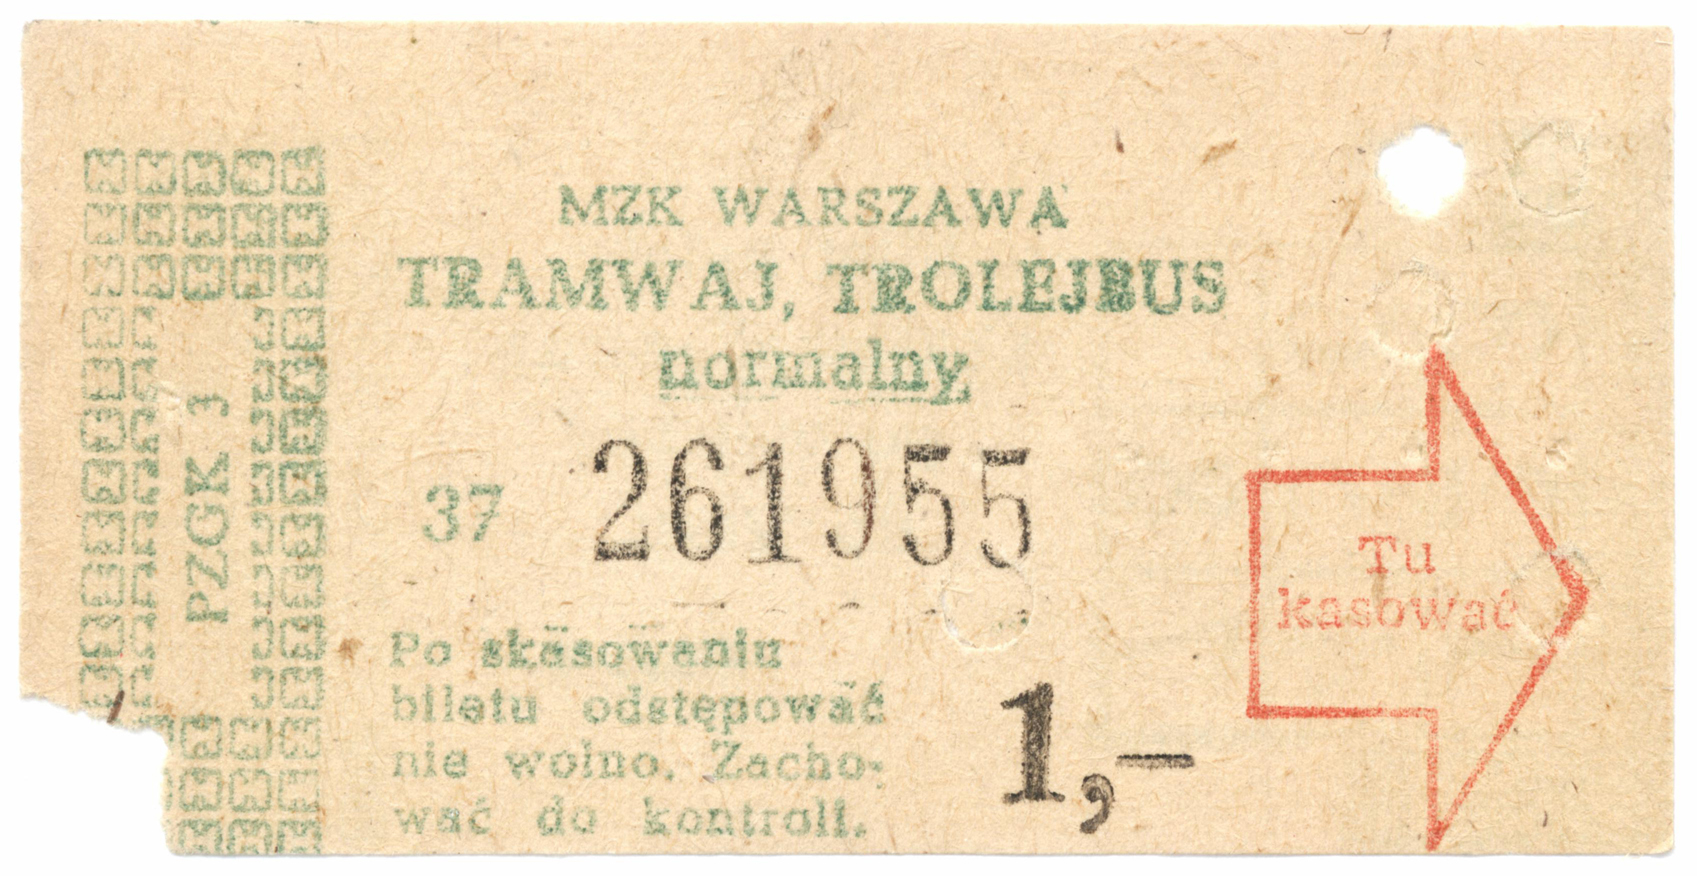 MZK WARSZAWA
TRAMWAJ, TROLEJBUS
normalny
37 261955
Po skasowaniu
biletu odstępować
nie wolno. Zacho-
wać do kontroli.
1,—
PZGK 3
Tu
kasować